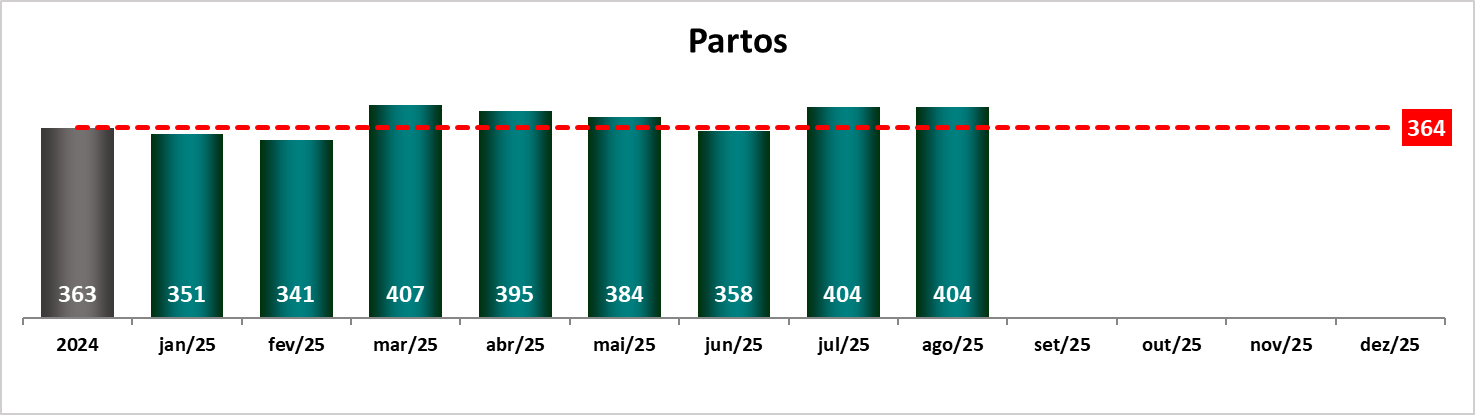 Partos
364
363 351 341 407 395 384 358 404 404
2024 jan/25 fev/25 mar/25 abr/25 mai/25 jun/25 jul/25 ago/25 set/25 out/25 nov/25 dez/25